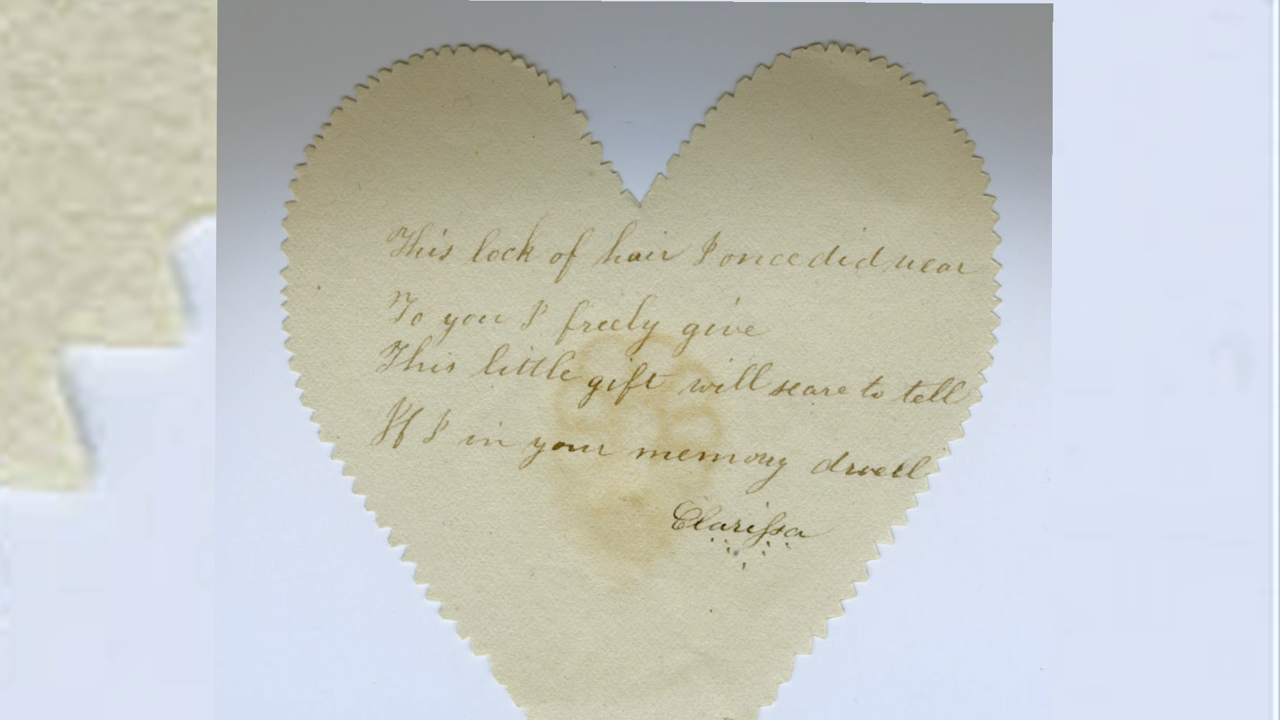 This lock of hair I once did wear
To you I freely give
This little gift will to tell
If I in your memory dwell
Clariſsa